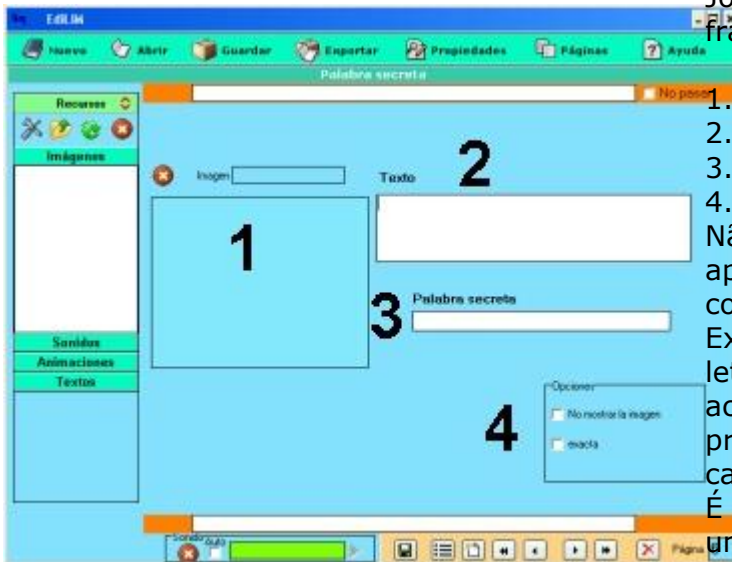 EdiLIM
Nuevo Abrir Guardar Exportar Propiedades Páginas Ayuda
Palabra secreta
Recursos
No pasar
Imágenes
Imagen
Texto
1
2
3
Palabra secreta
Sonidos
Animaciones
Textos
Opciones
No mostrar la imagen
exacta
4
Sonido
Auto
Página
1.
2.
3.
4.
É